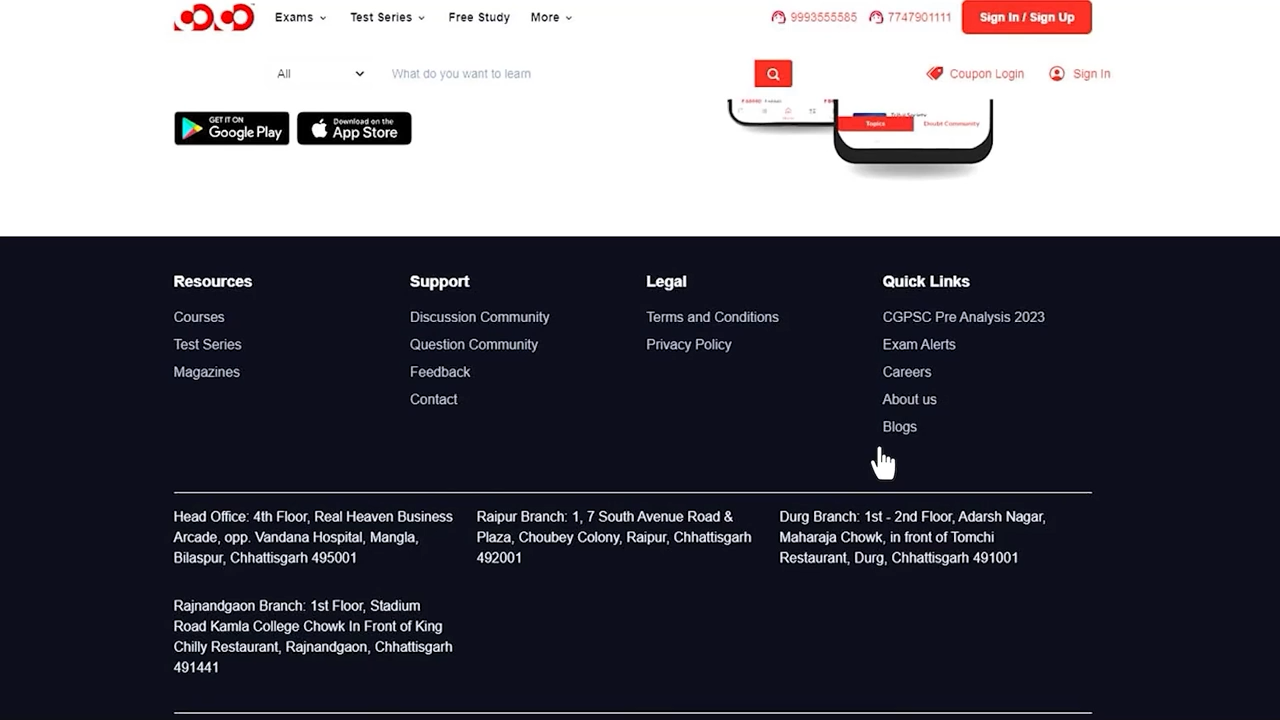 Exams Test Series Free Study More 9993555585 7747901111 Sign In / Sign Up
All What do you want to learn Coupon Login Sign In
GET IT ON Google Play Download on the App Store
Topics Doubt Community
Resources Support Legal Quick Links
Courses Discussion Community Terms and Conditions CGPSC Pre Analysis 2023
Test Series Question Community Privacy Policy Exam Alerts
Magazines Feedback Careers
Contact About us
Blogs
Head Office: 4th Floor, Real Heaven Business
Arcade, opp. Vandana Hospital, Mangla,
Bilaspur, Chhattisgarh 495001
Raipur Branch: 1, 7 South Avenue Road &
Plaza, Choubey Colony, Raipur, Chhattisgarh
492001
Durg Branch: 1st - 2nd Floor, Adarsh Nagar,
Maharaja Chowk, in front of Tomchi
Restaurant, Durg, Chhattisgarh 491001
Rajnandgaon Branch: 1st Floor, Stadium
Road Kamla College Chowk In Front of King
Chilly Restaurant, Rajnandgaon, Chhattisgarh
491441